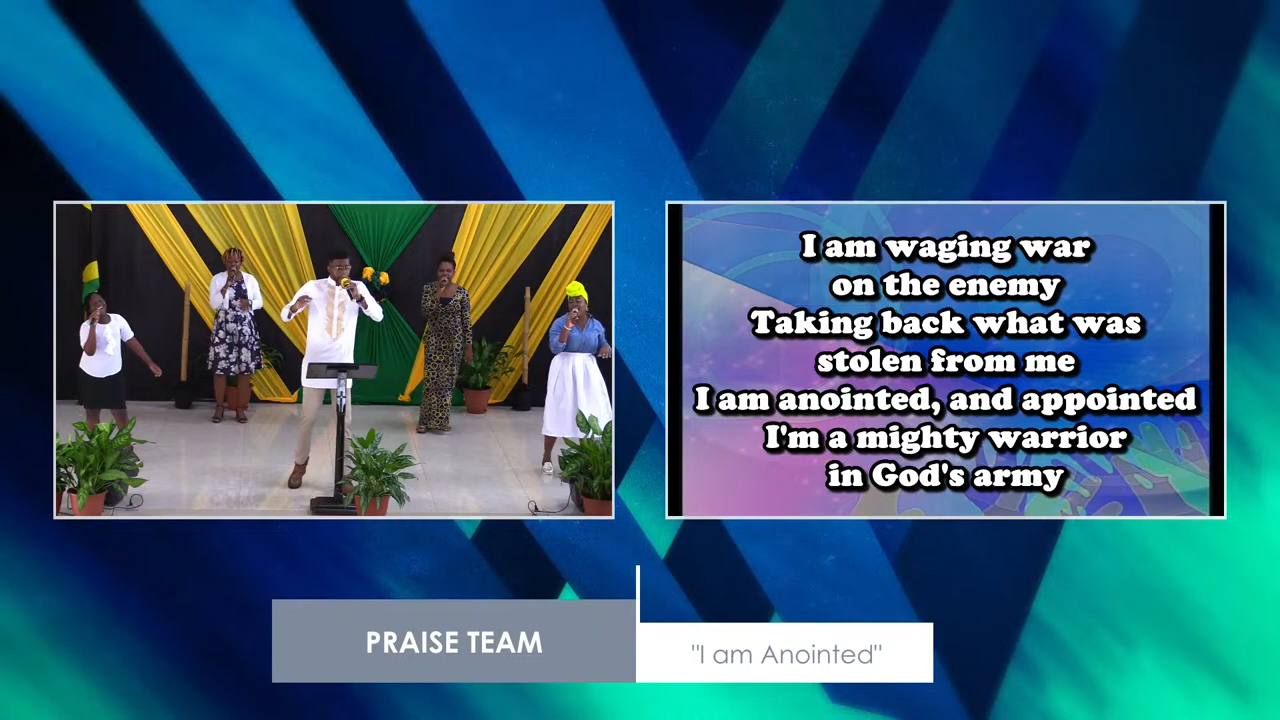 I am waging war
on the enemy
Taking back what was
stolen from me
I am anointed, and appointed
I'm a mighty warrior
in God's army
PRAISE TEAM
"I am Anointed"